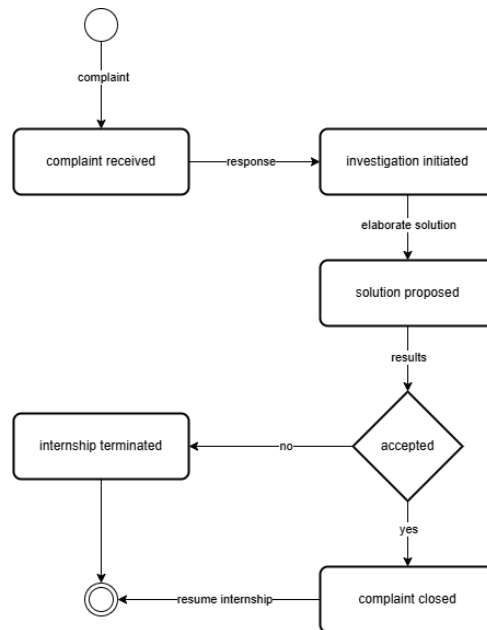 complaint
complaint received
response
investigation initiated
elaborate solution
solution proposed
results
accepted
no
internship terminated
yes
complaint closed
resume internship